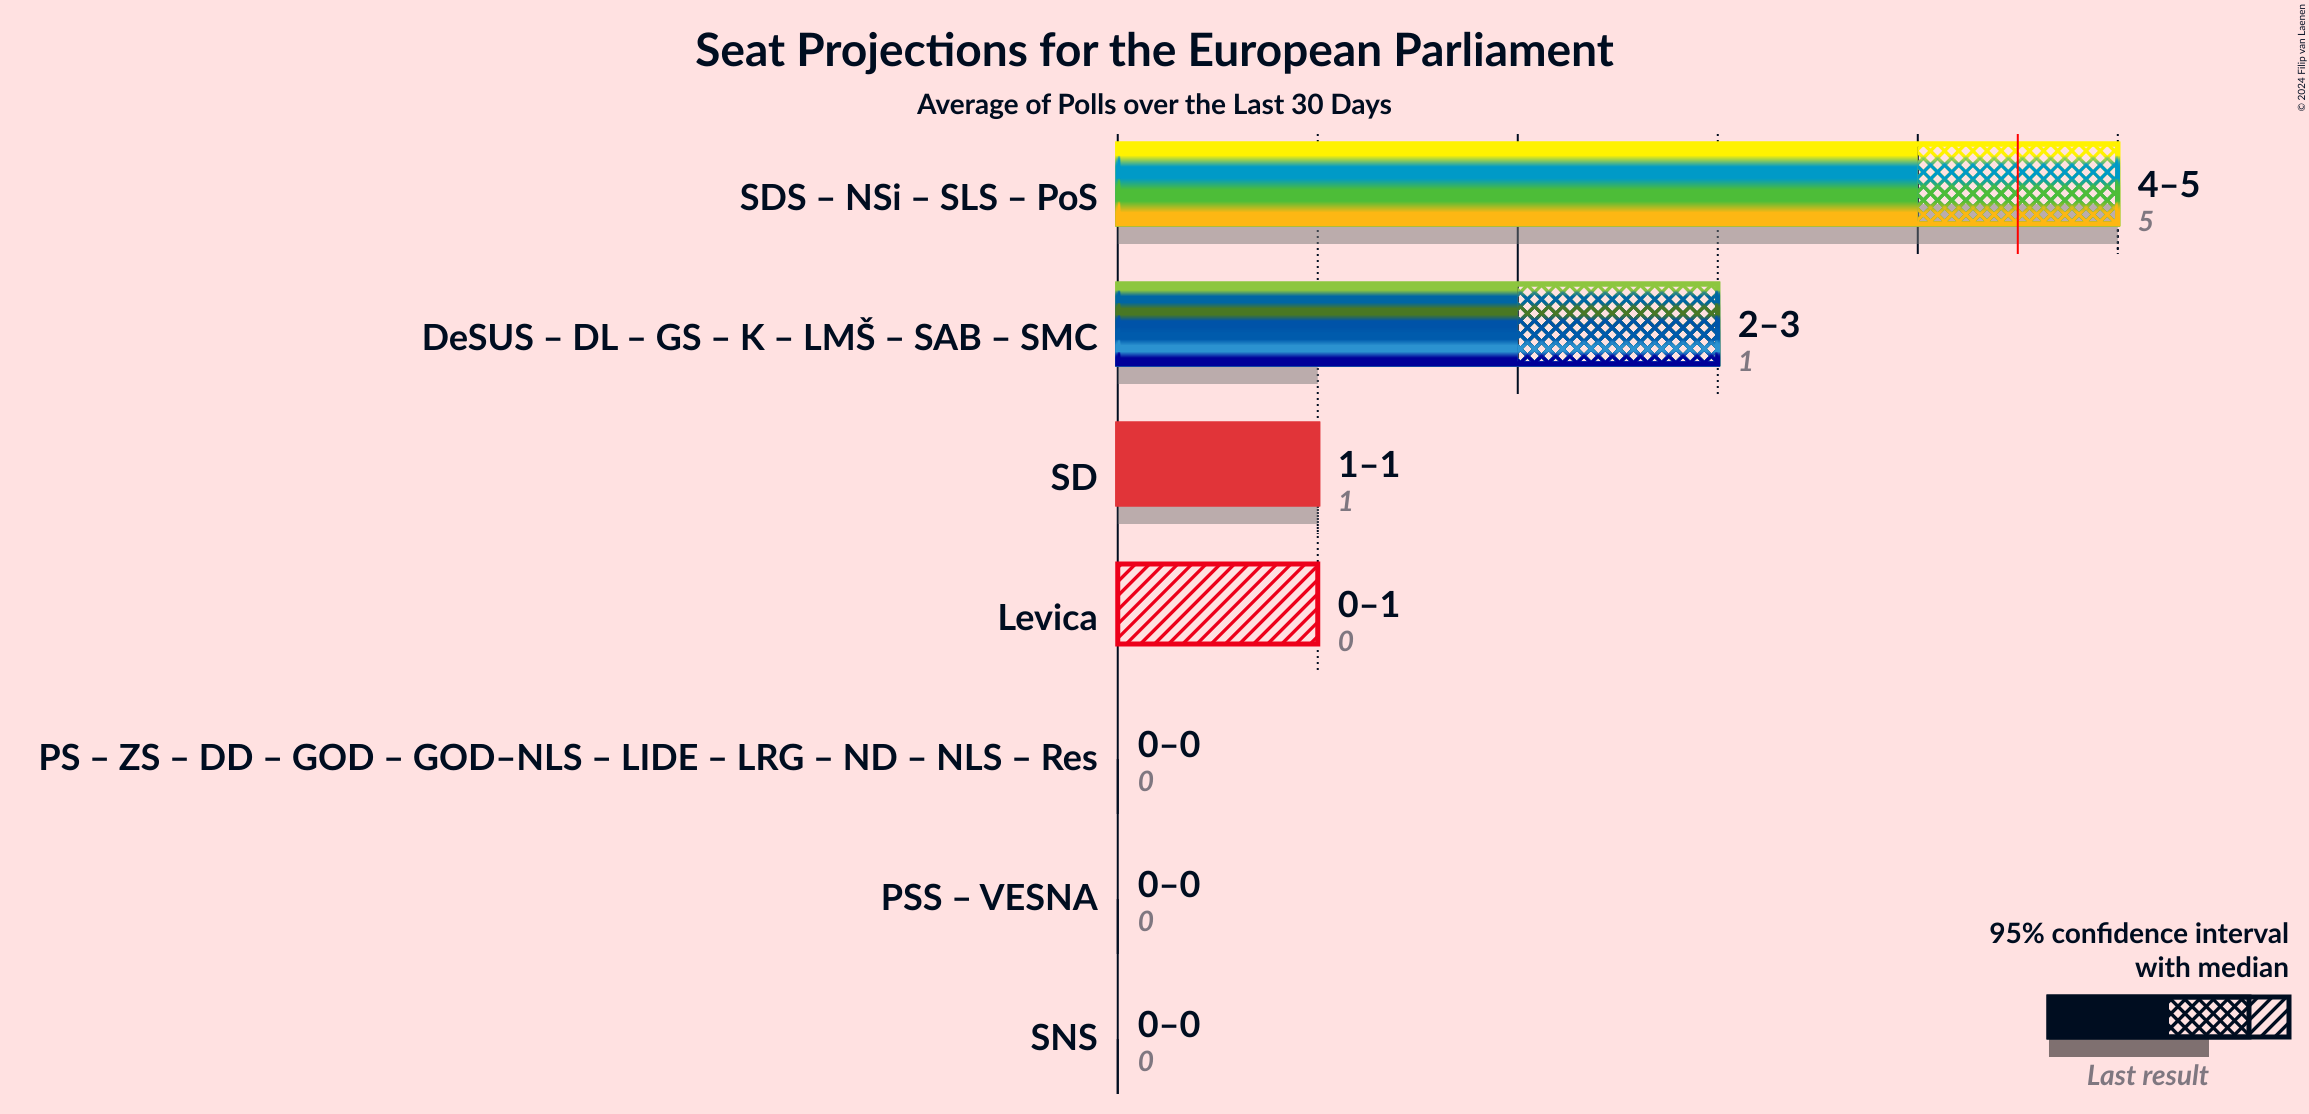 Seat Projections for the European Parliament
Average of Polls over the Last 30 Days
© 2024 Filip van Laenen
SDS – NSi – SLS – PoS
4–5
5
DeSUS – DL – GS – K – LMŠ – SAB – SMC
2–3
1
SD
1–1
1
Levica
0–1
0
PS – ZS – DD – GOD – GOD–NLS – LIDE – LRG – ND – NLS – Res
0–0
0
PSS – VESNA
0–0
0
SNS
0–0
0
95% confidence interval
with median
Last result